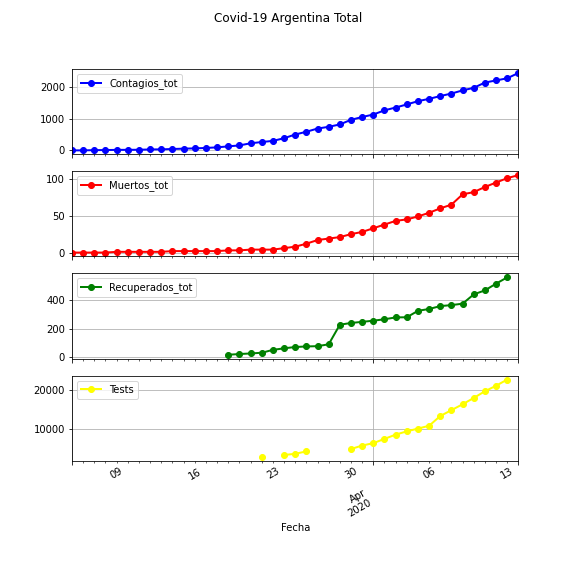 Covid-19 Argentina Total
2000
1000
0
Contagios_tot
100
50
0
Muertos_tot
400
200
0
Recuperados_tot
20000
10000
Tests
09
16
23
30
Apr
2020
06
13
Fecha